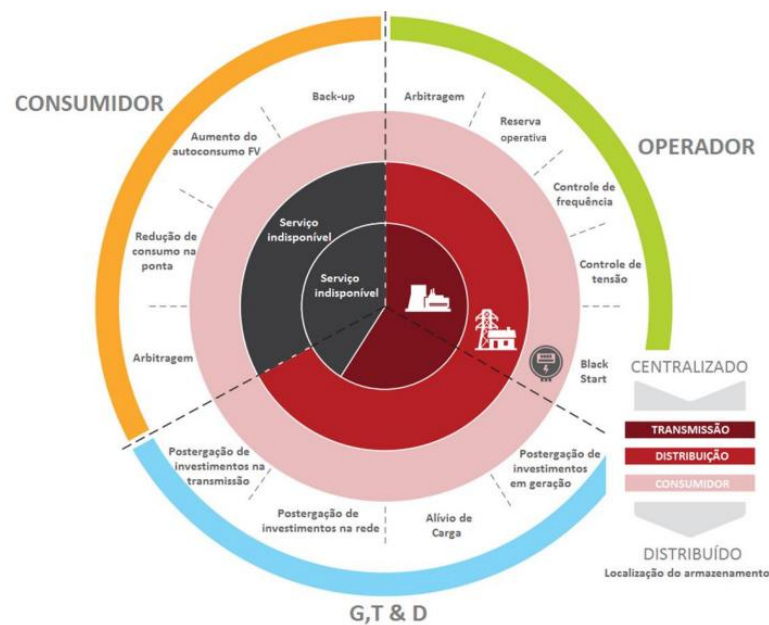 CONSUMIDOR
Back-up
Arbitragem
Aumento do
autoconsumo FV
Reserva
operativa
OPERADOR
Controle de
frequência
Redução de
consumo na
ponta
Serviço
indisponível
Serviço
indisponível
Controle de
tensão
Arbitragem
Black
Start
CENTRALIZADO
TRANSMISSÃO
DISTRIBUIÇÃO
CONSUMIDOR
DISTRIBUÍDO
Localização do armazenamento
Postergação de
investimentos na
transmissão
Postergação de
investimentos na rede
Alívio de
Carga
Postergação de
investimentos
em geração
G,T & D